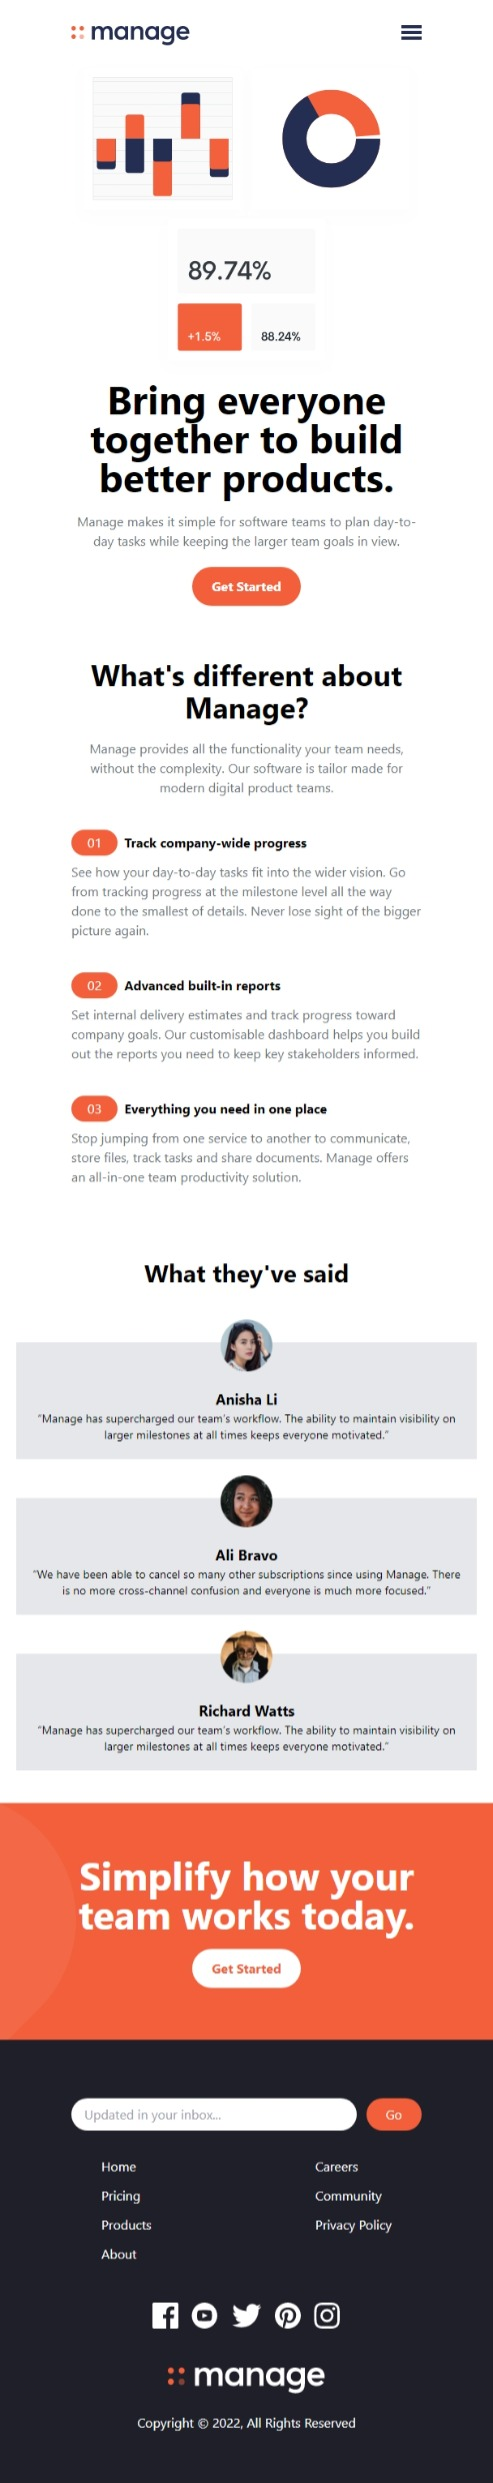 manage
89.74%
+1.5%
88.24%
Bring everyone
together to build
better products.
Manage makes it simple for software teams to plan day-to-
day tasks while keeping the larger team goals in view.
Get Started
What's different about
Manage?
Manage provides all the functionality your team needs,
without the complexity. Our software is tailor made for
modern digital product teams.
01 Track company-wide progress
See how your day-to-day tasks fit into the wider vision. Go
from tracking progress at the milestone level all the way
done to the smallest of details. Never lose sight of the bigger
picture again.
02 Advanced built-in reports
Set internal delivery estimates and track progress toward
company goals. Our customisable dashboard helps you build
out the reports you need to keep key stakeholders informed.
03 Everything you need in one place
Stop jumping from one service to another to communicate,
store files, track tasks and share documents. Manage offers
an all-in-one team productivity solution.
What they've said
Anisha Li
“Manage has supercharged our team’s workflow. The ability to maintain visibility on
larger milestones at all times keeps everyone motivated.”
Ali Bravo
“We have been able to cancel so many other subscriptions since using Manage. There
is no more cross-channel confusion and everyone is much more focused.”
Richard Watts
“Manage has supercharged our team’s workflow. The ability to maintain visibility on
larger milestones at all times keeps everyone motivated.”
Simplify how your
team works today.
Get Started
Updated in your inbox...
Go
Home
Pricing
Products
About
Careers
Community
Privacy Policy
manage
Copyright © 2022, All Rights Reserved